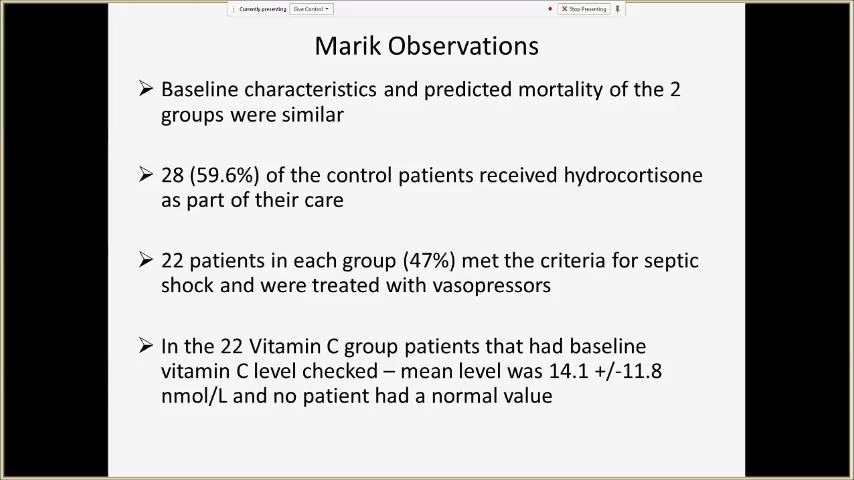 Currently presenting Give Control Stop Presenting
Marik Observations
Baseline characteristics and predicted mortality of the 2
groups were similar
28 (59.6%) of the control patients received hydrocortisone
as part of their care
22 patients in each group (47%) met the criteria for septic
shock and were treated with vasopressors
In the 22 Vitamin C group patients that had baseline
vitamin C level checked – mean level was 14.1 +/-11.8
nmol/L and no patient had a normal value